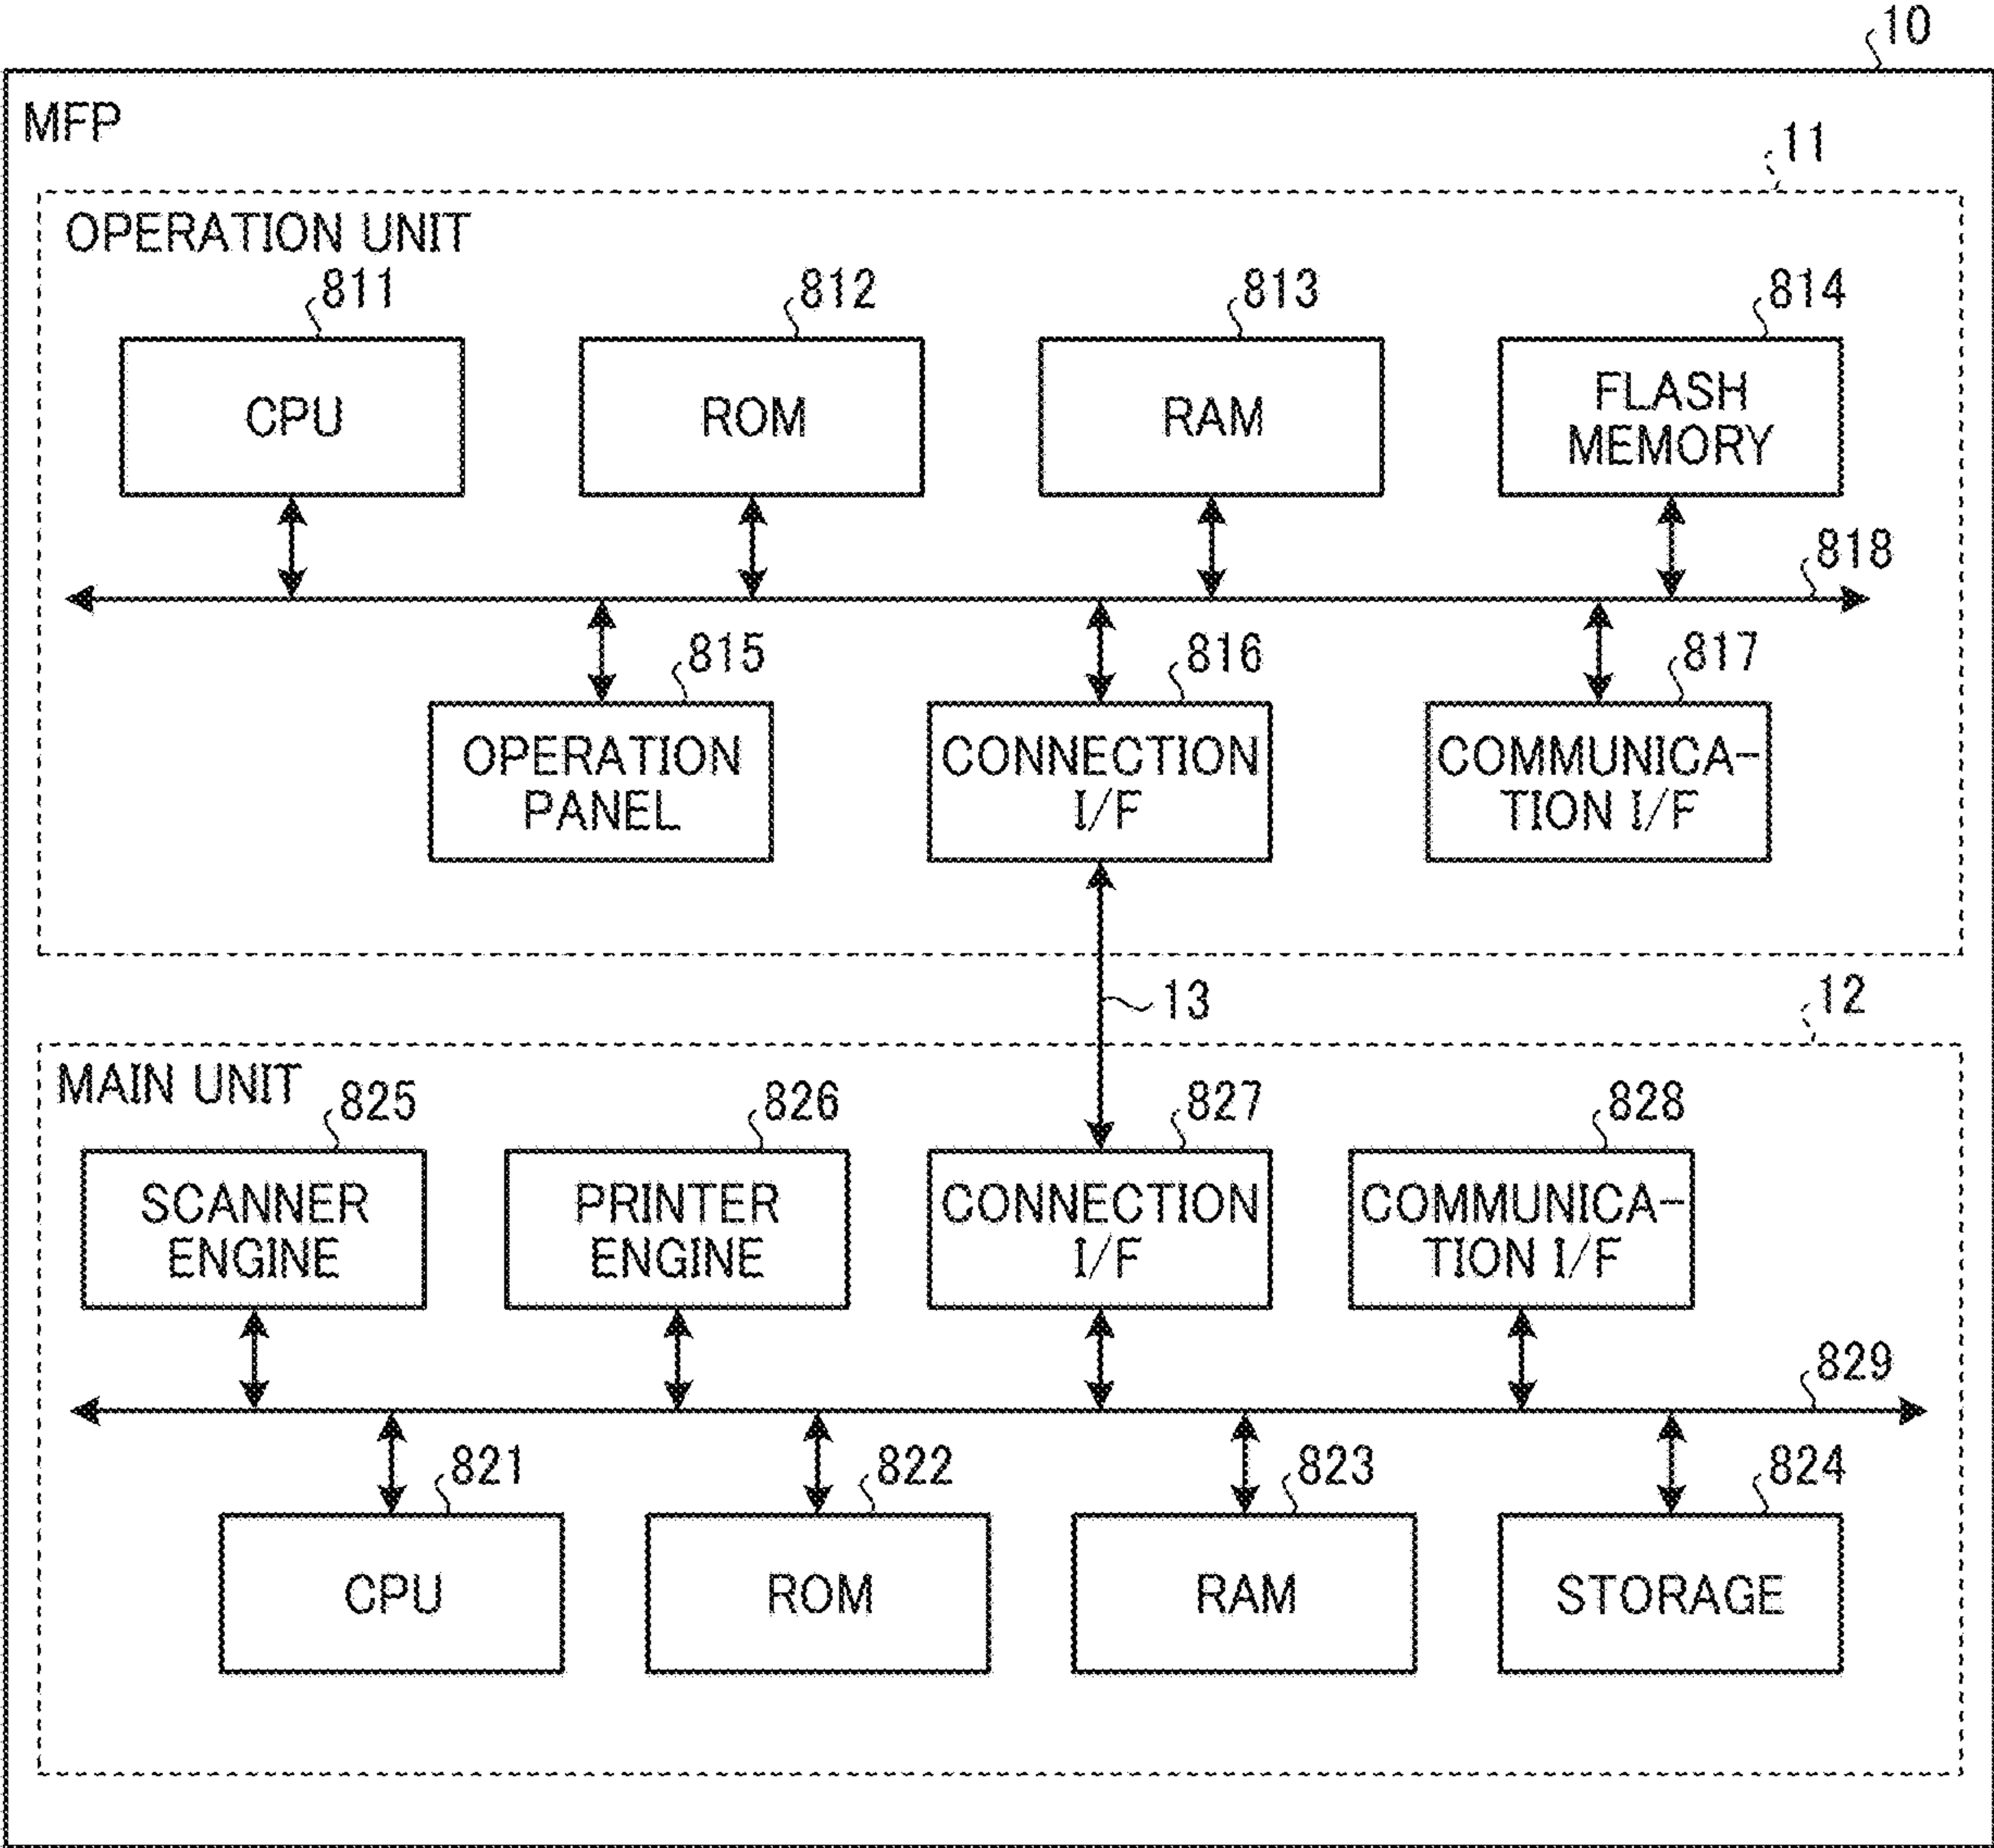 10
MFP
11
OPERATION UNIT
811
812
813
814
CPU
ROM
RAM
FLASH
MEMORY
818
815
816
817
OPERATION
PANEL
CONNECTION
I/F
COMMUNICA-
TION I/F
13
12
MAIN UNIT
825
826
827
828
SCANNER
ENGINE
PRINTER
ENGINE
CONNECTION
I/F
COMMUNICA-
TION I/F
829
821
822
823
824
CPU
ROM
RAM
STORAGE